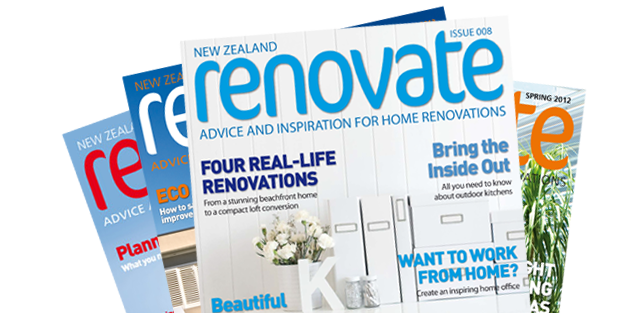 NEW ZEALAND
ISSUE 008
renovate
ADVICE AND INSPIRATION FOR HOME RENOVATIONS
FOUR REAL-LIFE
RENOVATIONS
From a stunning beachfront home
to a compact loft conversion
Bring the
Inside Out
All you need to know
about outdoor kitchens
K
WANT TO WORK
FROM HOME?
Create an inspiring home office
Beautiful
NEW ZEA
ADVIC
ECO
How to s
improve
NEW ZEALAN
re
ADVICE A
Plann
What you n
SPRING 2012
te